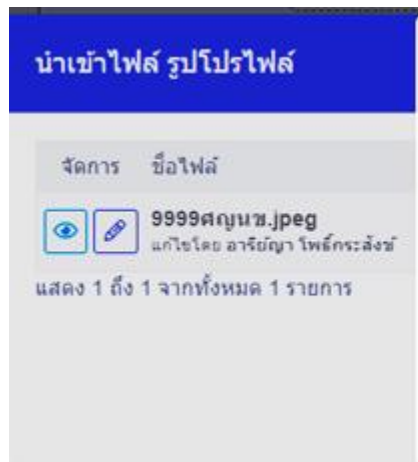 นำเข้าไฟล์ รูปโปรไฟล์
จัดการ ชื่อไฟล์
9999ศญนช.jpeg
แก้ไขโดย อารีย์ญา โพธิ์กระสังข์
แสดง 1 ถึง 1 จากทั้งหมด 1 รายการ